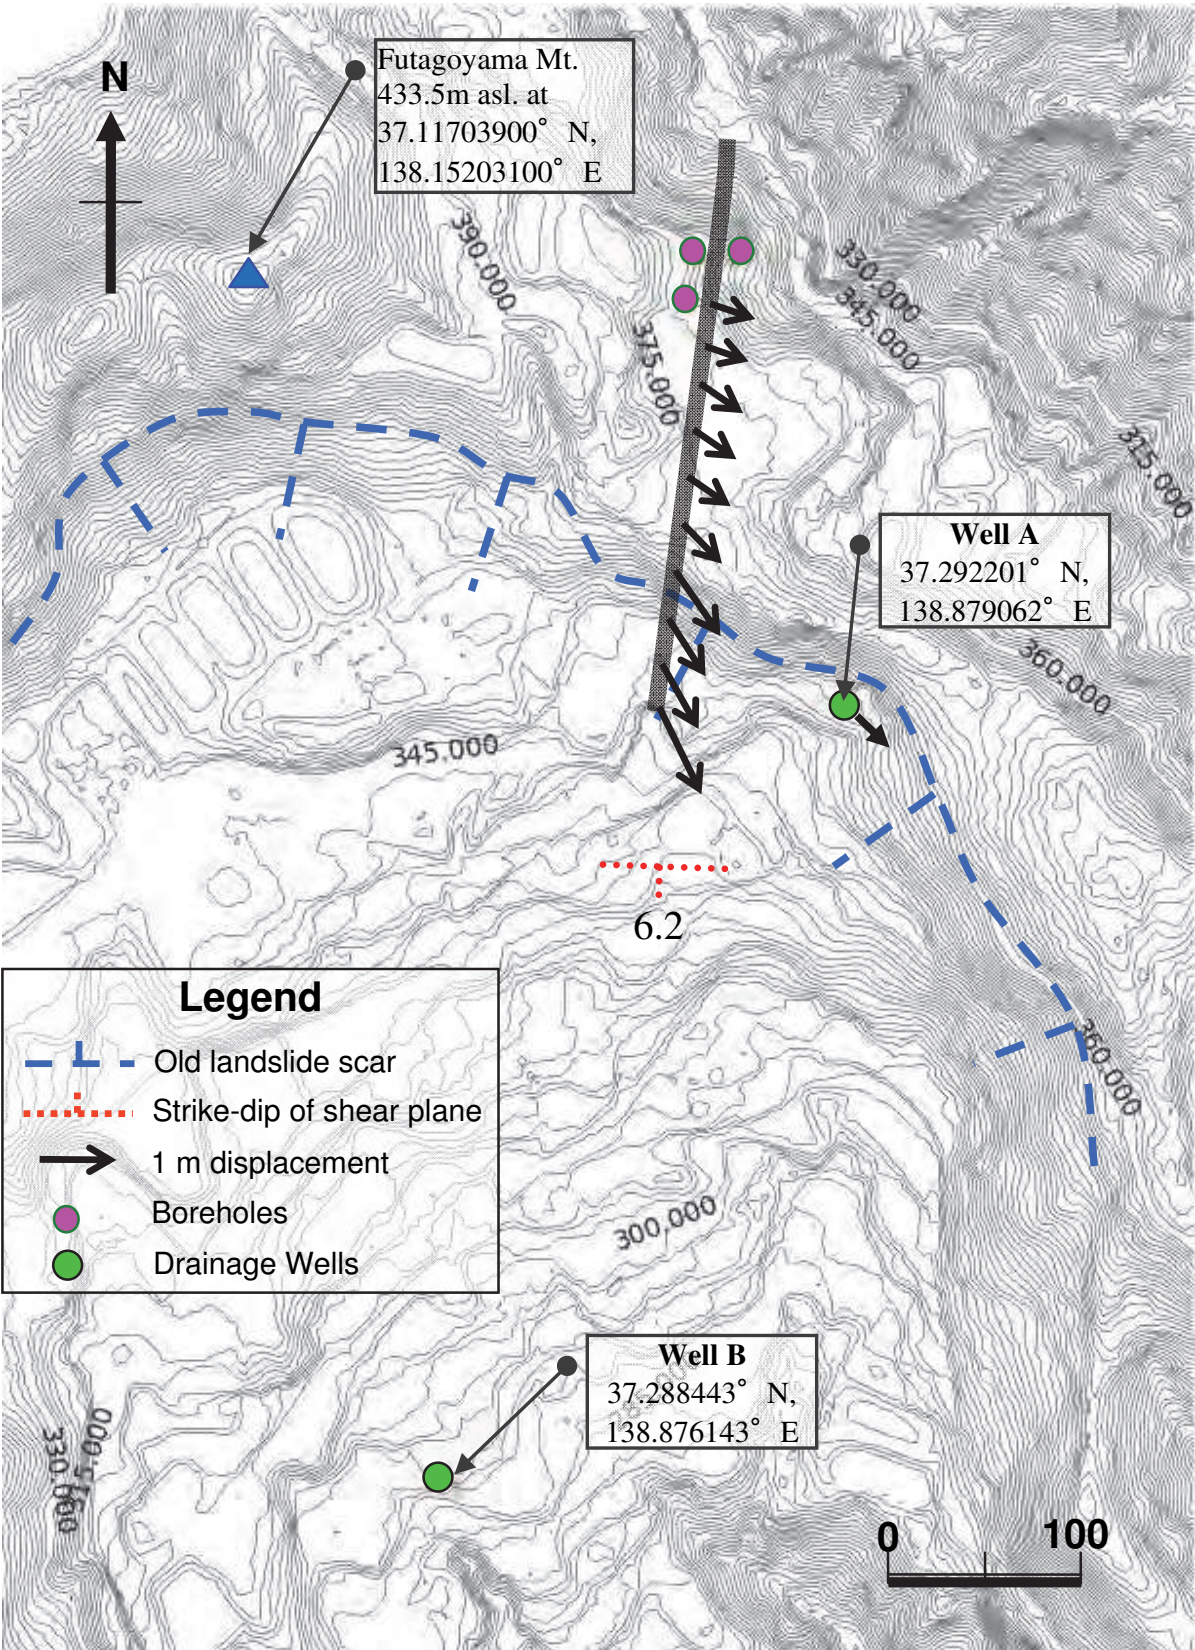 N
Futagoyama Mt.
433.5m asl. at
37.11703900° N,
138.15203100° E
390.000
330.000
345.000
375.000
315.000
Well A
37.292201° N,
138.879062° E
360.000
345.000
6.2
Legend
Old landslide scar
Strike-dip of shear plane
1 m displacement
Boreholes
Drainage Wells
360.000
300.000
Well B
37.288443° N,
138.876143° E
315.000
330.000
0 100